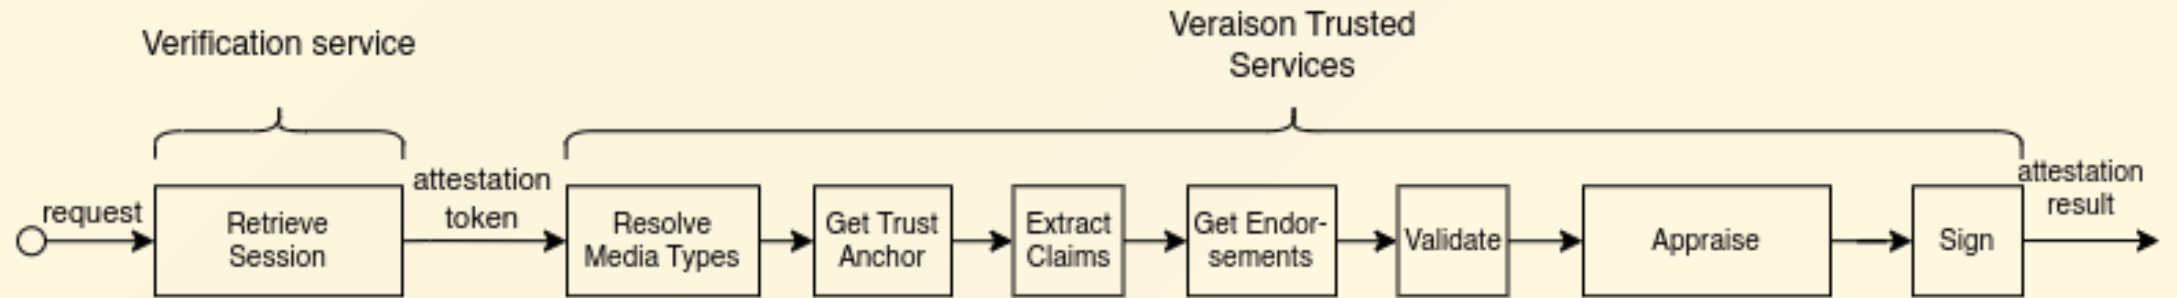 Verification service
Veraison Trusted
Services
request
Retrieve
Session
attestation
token
Resolve
Media Types
Get Trust
Anchor
Extract
Claims
Get Endor-
sements
Validate
Appraise
Sign
attestation
result